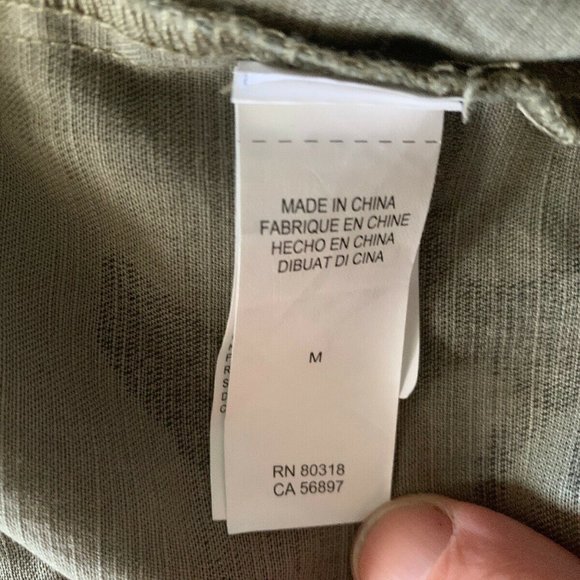 MADE IN CHINA
FABRIQUE EN CHINE
HECHO EN CHINA
DIBUAT DI CINA
M
RN 80318
CA 56897